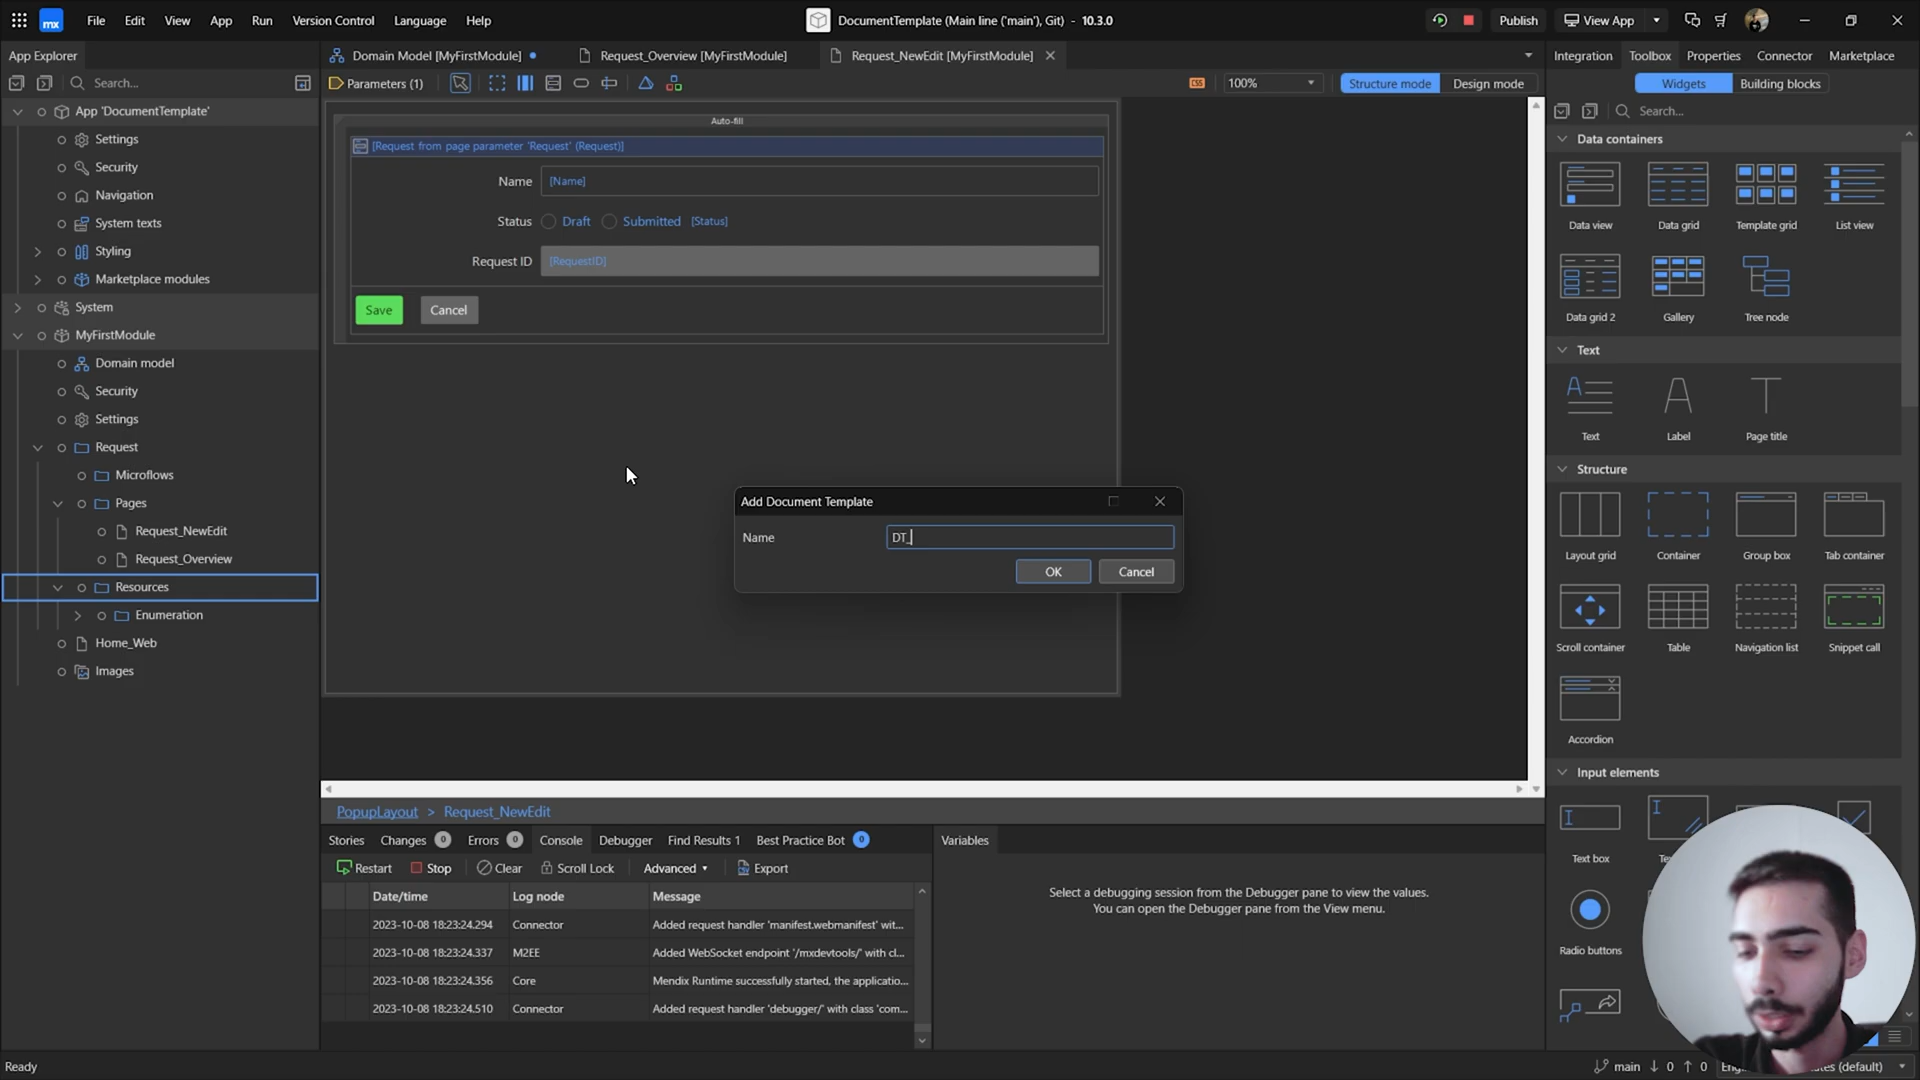 mx File Edit View App Run Version Control Language Help
DocumentTemplate (Main line ('main'), Git) - 10.3.0
Publish View App
App Explorer
Domain Model [MyFirstModule]
Request_Overview [MyFirstModule]
Request_NewEdit [MyFirstModule]
Integration Toolbox Properties Connector Marketplace
Search...
Parameters (1)
CSS
100%
Structure mode Design mode
Widgets Building blocks
Search...
App 'DocumentTemplate'
Settings
Security
Navigation
System texts
Styling
Marketplace modules
System
MyFirstModule
Domain model
Security
Settings
Request
Microflows
Pages
Request_NewEdit
Request_Overview
Resources
Enumeration
Home_Web
Images
Auto-fill
[Request from page parameter 'Request' (Request)]
Name [Name]
Status Draft Submitted [Status]
Request ID [RequestID]
Save Cancel
Add Document Template
Name DT_
OK Cancel
Data containers
Data view Data grid Template grid List view
Data grid 2 Gallery Tree node
Text
Text Label Page title
Structure
Layout grid Container Group box Tab container
Scroll container Table Navigation list Snippet call
Accordion
Input elements
Text box
Radio buttons
PopupLayout > Request_NewEdit
Stories Changes 0 Errors 0 Console Debugger Find Results 1 Best Practice Bot 0
Variables
Restart Stop Clear Scroll Lock Advanced Export
Date/time Log node Message
2023-10-08 18:23:24.294 Connector Added request handler 'manifest.webmanifest' wit...
2023-10-08 18:23:24.337 M2EE Added WebSocket endpoint '/mxdevtools/' with cl...
2023-10-08 18:23:24.356 Core Mendix Runtime successfully started, the applicatio...
2023-10-08 18:23:24.510 Connector Added request handler 'debugger/' with class 'com...
Select a debugging session from the Debugger pane to view the values.
You can open the Debugger pane from the View menu.
Ready
main 0 0
(default)